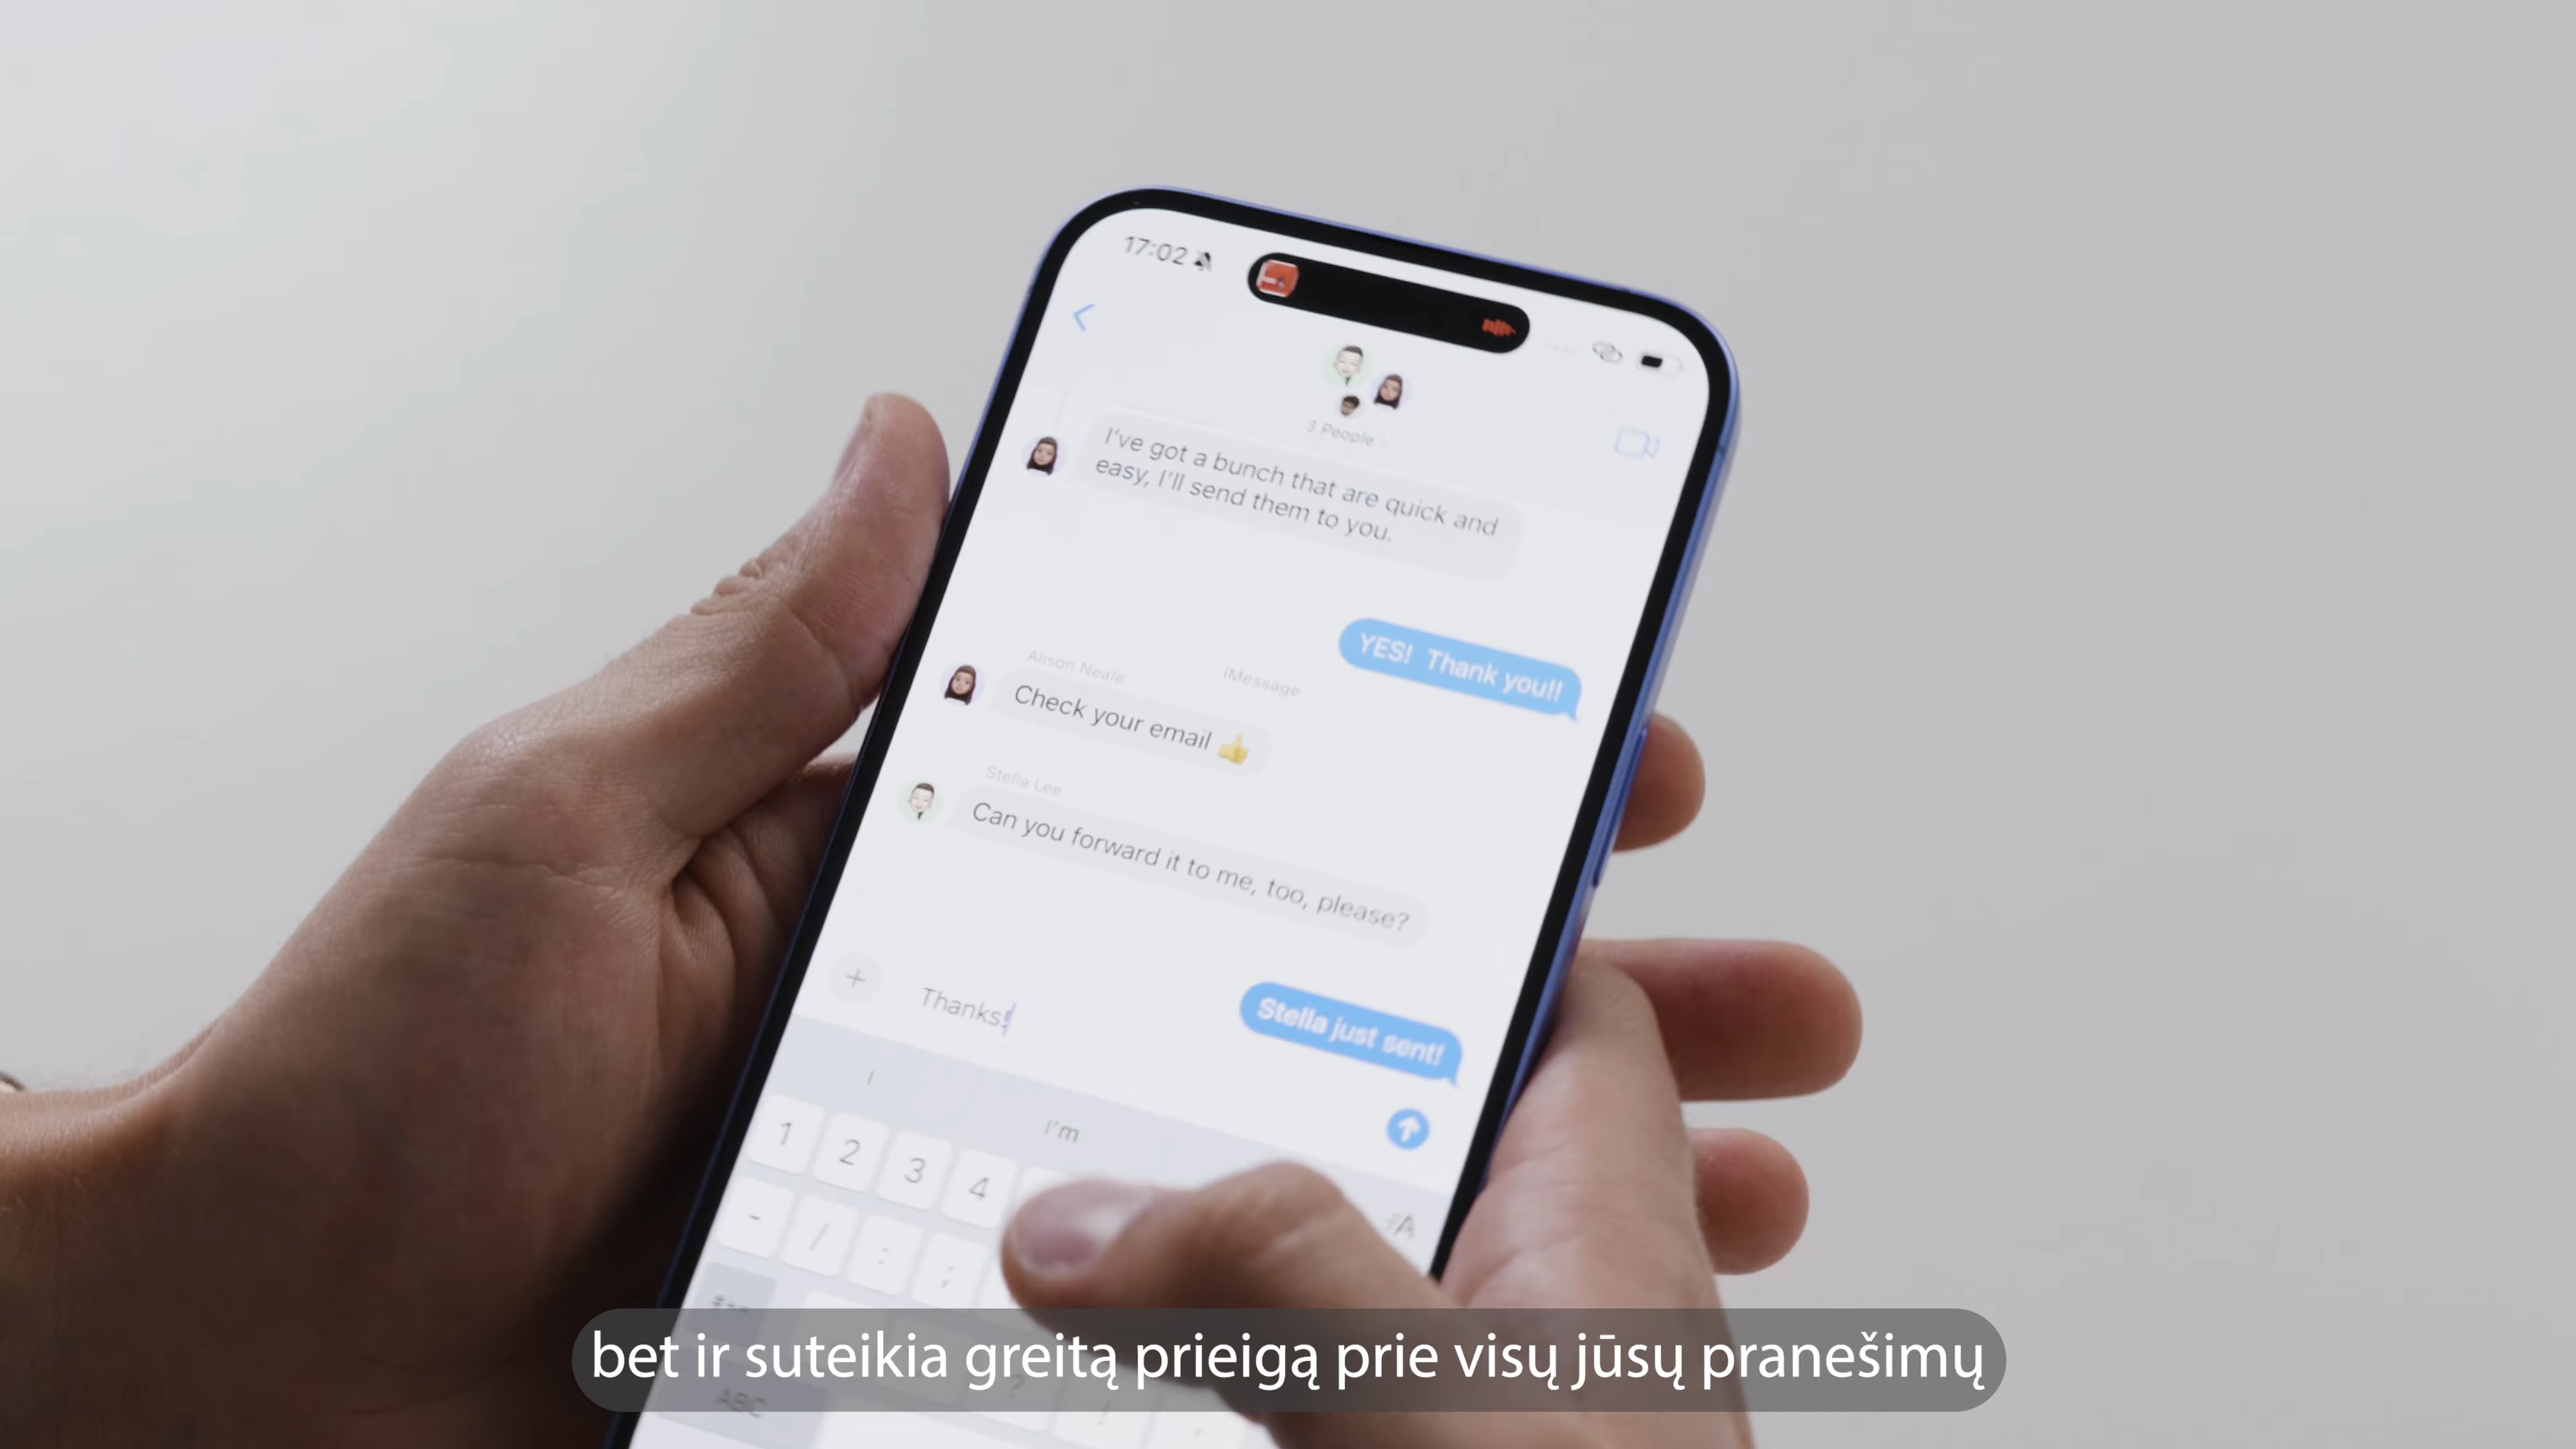 17:02
3 People
I've got a bunch that are quick and
easy, I'll send them to you.
YES! Thank you!!
iMessage
Alison Neale
Check your email 👍
Stella Lee
Can you forward it to me, too, please?
Stella just sent!
Thanks!
I
I'm
1 2 3 4
- / : ;
ABC
bet ir suteikia greitą prieigą prie visų jūsų pranešimų